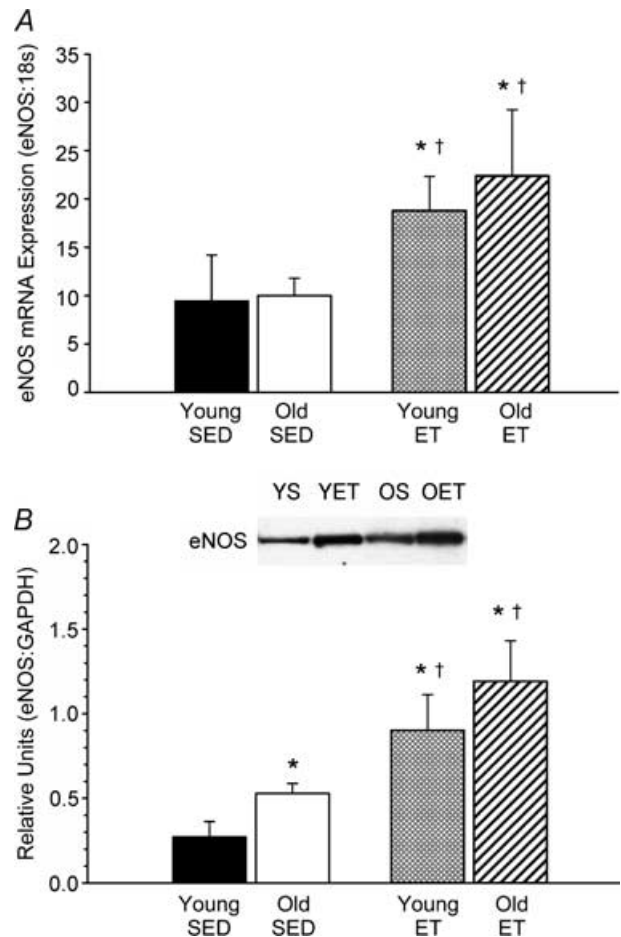 A
eNOS mRNA Expression (eNOS:18s)
35
30
25
20
15
10
5
0
* †
* †
Young Old Young Old
SED SED ET ET
B
YS YET OS OET
eNOS
Relative Units (eNOS:GAPDH)
2.0
1.5
1.0
0.5
0.0
*
* †
* †
Young Old Young Old
SED SED ET ET